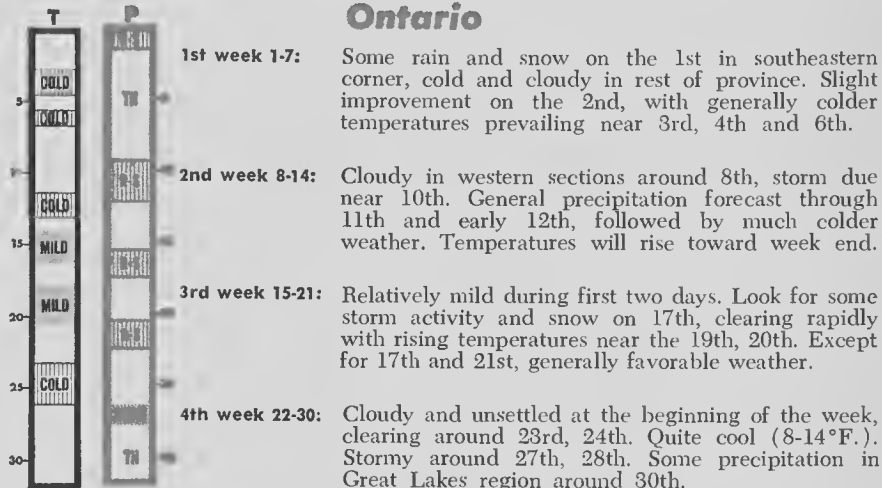 T P
Ontario
1st week 1-7: Some rain and snow on the 1st in southeastern
corner, cold and cloudy in rest of province. Slight
improvement on the 2nd, with generally colder
temperatures prevailing near 3rd, 4th and 6th.
2nd week 8-14: Cloudy in western sections around 8th, storm due
near 10th. General precipitation forecast through
11th and early 12th, followed by much colder
weather. Temperatures will rise toward week end.
3rd week 15-21: Relatively mild during first two days. Look for some
storm activity and snow on 17th, clearing rapidly
with rising temperatures near the 19th, 20th. Except
for 17th and 21st, generally favorable weather.
4th week 22-30: Cloudy and unsettled at the beginning of the week,
clearing around 23rd, 24th. Quite cool (8-14°F.).
Stormy around 27th, 28th. Some precipitation in
Great Lakes region around 30th.
COLD
5
COLD
COLD
15
MILD
MILD
20
25
COLD
30